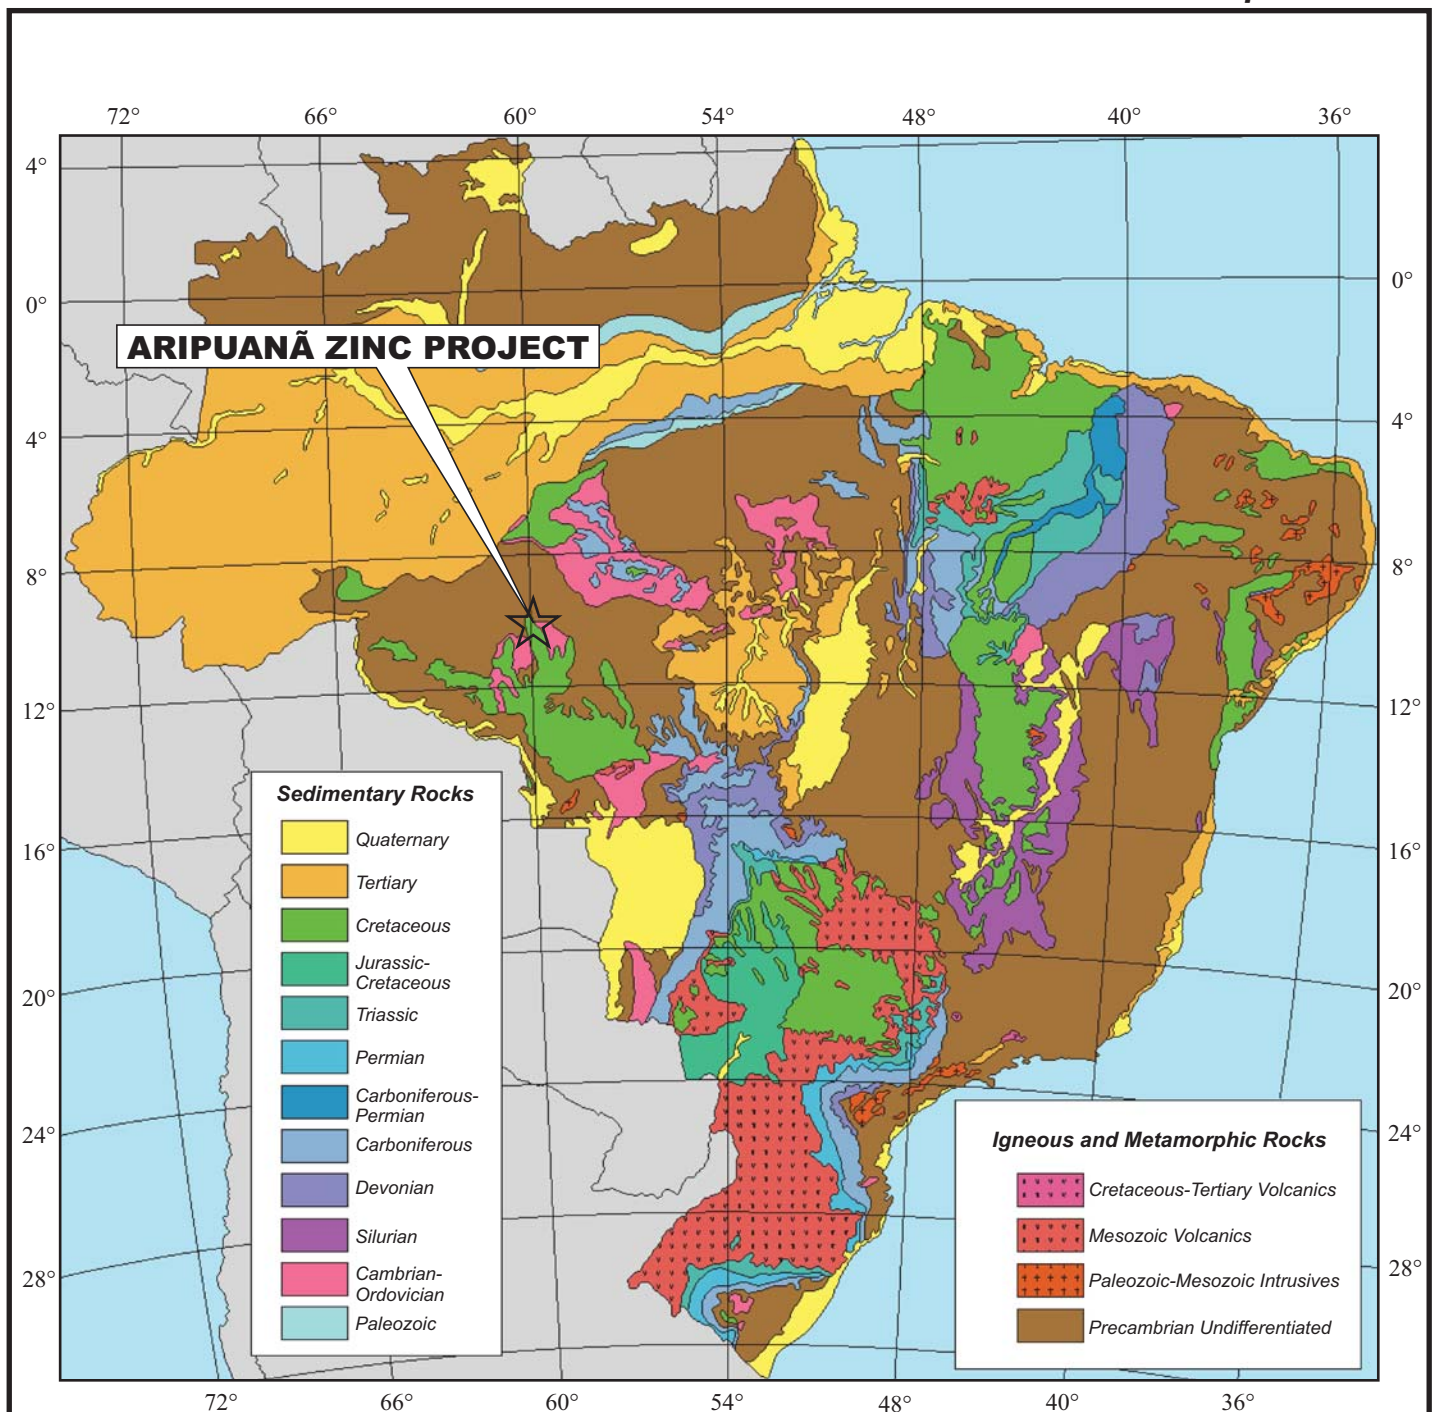 72° 66° 60° 54° 48° 40° 36°
4°
0° 0°
ARIPUANÃ ZINC PROJECT
4° 4°
8° 8°
12° 12°
16° 16°
20° 20°
24° 24°
28° 28°
Sedimentary Rocks
Quaternary
Tertiary
Cretaceous
Jurassic-
Cretaceous
Triassic
Permian
Carboniferous-
Permian
Carboniferous
Devonian
Silurian
Cambrian-
Ordovician
Paleozoic
Igneous and Metamorphic Rocks
Cretaceous-Tertiary Volcanics
Mesozoic Volcanics
Paleozoic-Mesozoic Intrusives
Precambrian Undifferentiated
72° 66° 60° 54° 48° 40° 36°